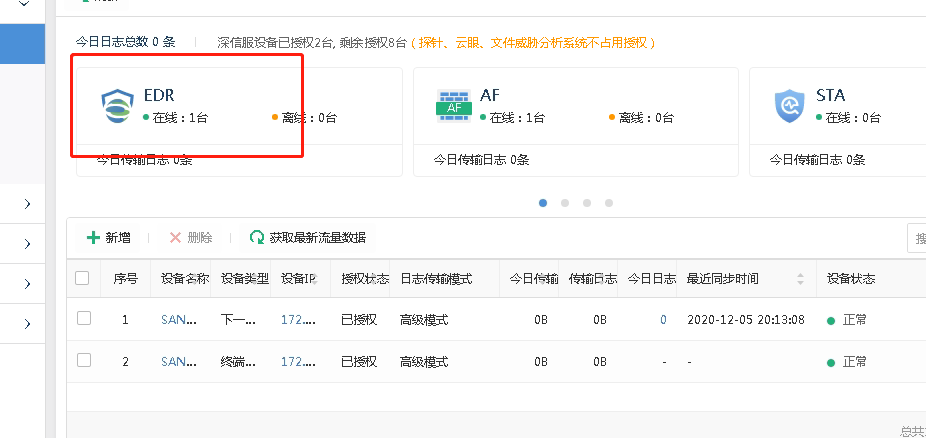 今日日志总数 0 条 深信服设备已授权2台, 剩余授权8台（探针、云眼、文件威胁分析系统不占用授权）
EDR
在线：1台 离线：0台
今日传输日志 0条
AF
AF
在线：1台 离线：0台
今日传输日志 0条
STA
在线：0台
今日传输日志 0条
新增 删除 获取最新流量数据 搜
序号 设备名称 设备类型 设备IP 授权状态 日志传输模式 今日传输 传输日志 今日日志 最近同步时间 设备状态
1 SAN... 下一... 172.... 已授权 高级模式 0B 0B 0 2020-12-05 20:13:08 正常
2 SAN... 终端... 172.... 已授权 高级模式 0B 0B - - 正常
总共